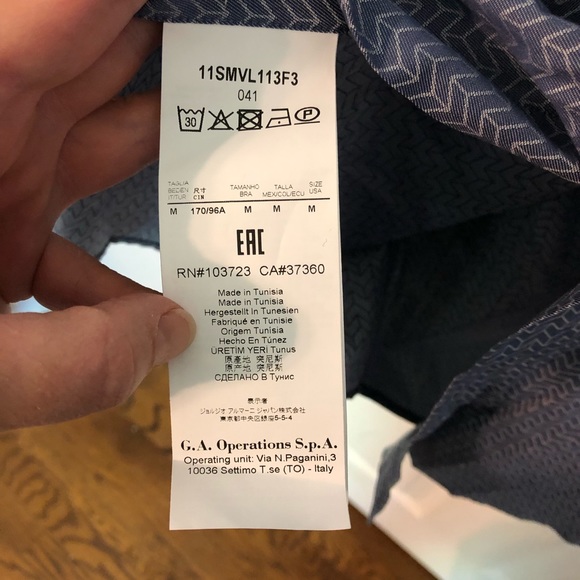 11SMVL113F3
041
30 P
TAGLIA BEDEN ITTUR 尺寸 CIN TAMANHO BRA TALLA MEX/COL/ECU SIZE USA
M 170/96A M M M
EAC
RN#103723 CA#37360
Made in Tunisia
Made in Tunisia
Hergestellt In Tunesien
Fabriqué en Tunisie
Origem Tunísia
Hecho En Túnez
ÜRETİM YERİ Tunus
原產地 突尼斯
原产地 突尼斯
СДЕЛАНО В Тунис
表示者
ジョルジオ アルマーニ ジャパン株式会社
東京都中央区銀座5-5-4
G.A. Operations S.p.A.
Operating unit: Via N.Paganini,3
10036 Settimo T.se (TO) - Italy